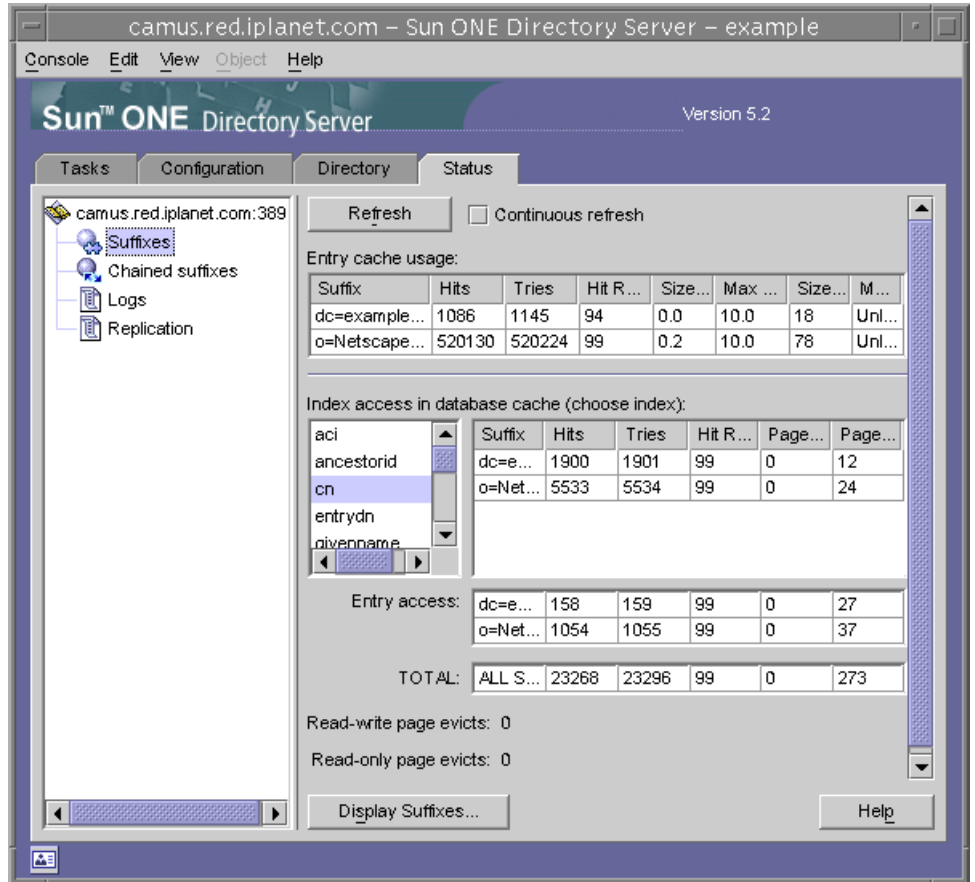 camus.red.iplanet.com – Sun ONE Directory Server – example
Console Edit View Object Help
Sun™ ONE Directory Server
Version 5.2
Tasks Configuration Directory Status
camus.red.iplanet.com:389
Suffixes
Chained suffixes
Logs
Replication
Refresh Continuous refresh
Entry cache usage:
Suffix Hits Tries Hit R... Size... Max ... Size... M...
dc=example... 1086 1145 94 0.0 10.0 18 Unl...
o=Netscape... 520130 520224 99 0.2 10.0 78 Unl...
Index access in database cache (choose index):
aci
ancestorid
cn
entrydn
givenname
Suffix Hits Tries Hit R... Page... Page...
dc=e... 1900 1901 99 0 12
o=Net... 5533 5534 99 0 24
Entry access: dc=e... 158 159 99 0 27
o=Net... 1054 1055 99 0 37
TOTAL: ALL S... 23268 23296 99 0 273
Read-write page evicts: 0
Read-only page evicts: 0
Display Suffixes... Help